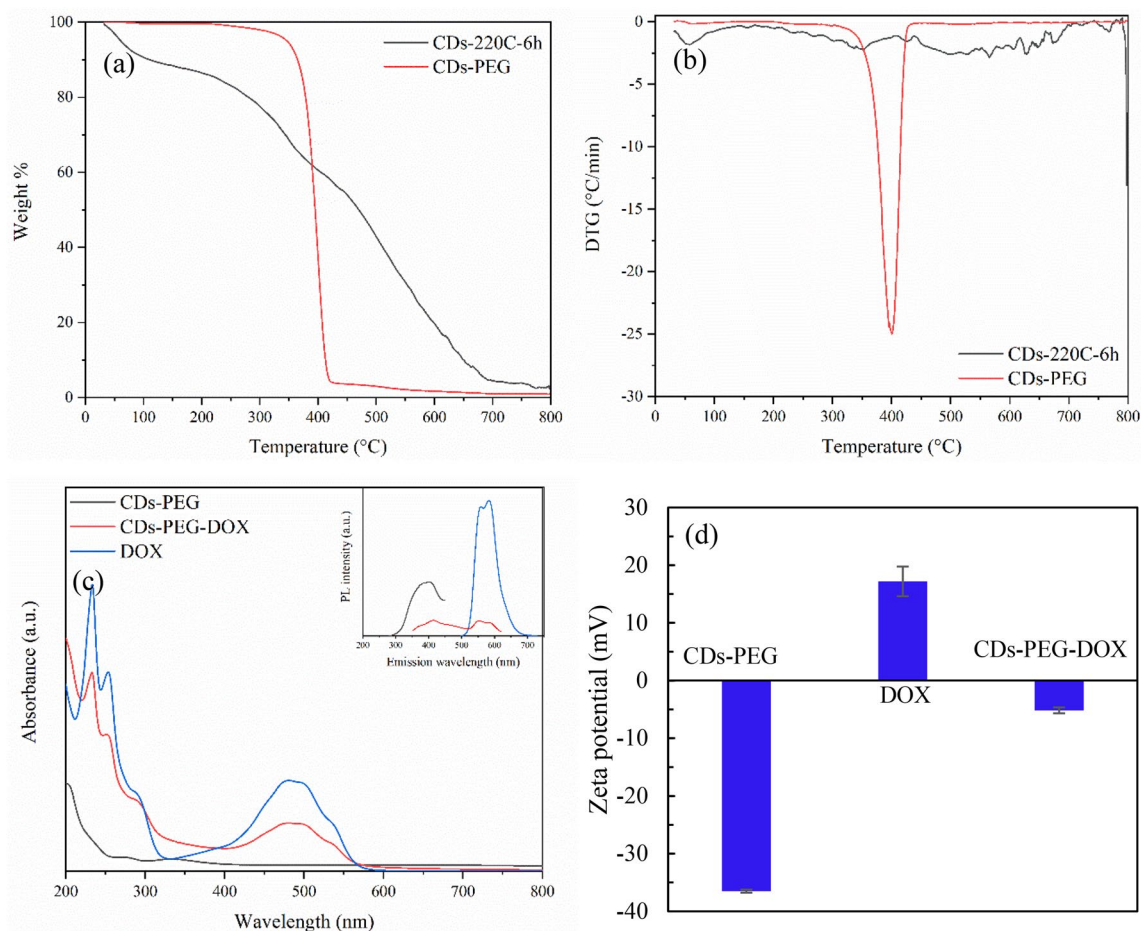 100
80
60
40
20
0
Weight %
(a)
CDs-220C-6h
CDs-PEG
0 100 200 300 400 500 600 700 800
Temperature (°C)
0
-5
-10
-15
-20
-25
-30
DTG (°C/min)
(b)
CDs-220C-6h
CDs-PEG
0 100 200 300 400 500 600 700 800
Temperature (°C)
CDs-PEG
CDs-PEG-DOX
DOX
(c)
Absorbance (a.u.)
PL intensity (a.u.)
200 300 400 500 600 700
Emission wavelength (nm)
200 300 400 500 600 700 800
Wavelength (nm)
30
20
10
0
-10
-20
-30
-40
Zeta potential (mV)
(d)
CDs-PEG
DOX
CDs-PEG-DOX